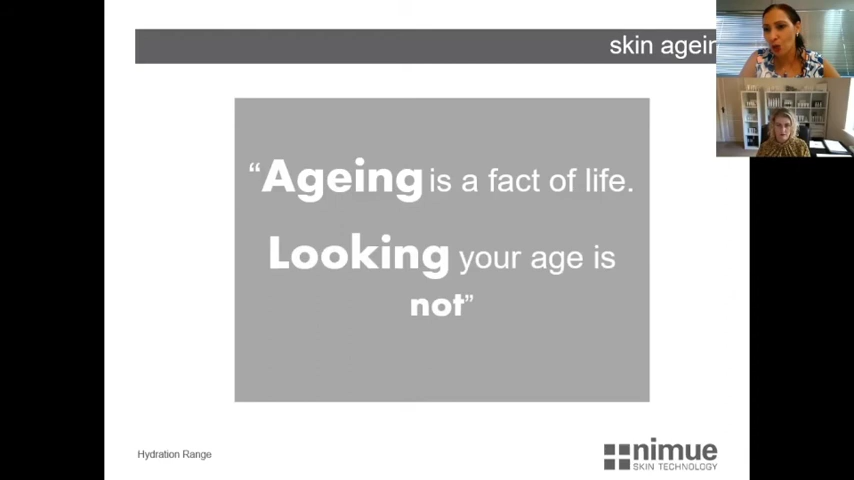 skin agein
“Ageing is a fact of life.
Looking your age is
not”
Hydration Range
nimue
SKIN TECHNOLOGY